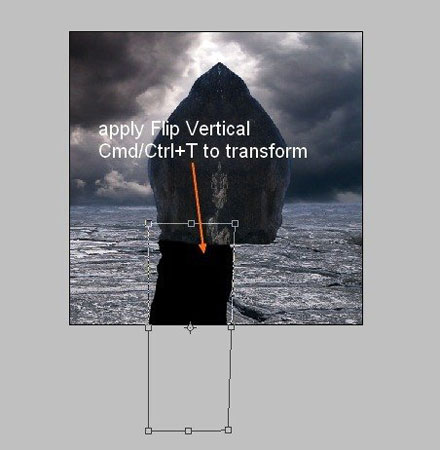 apply Flip Vertical
Cmd/Ctrl+T to transform